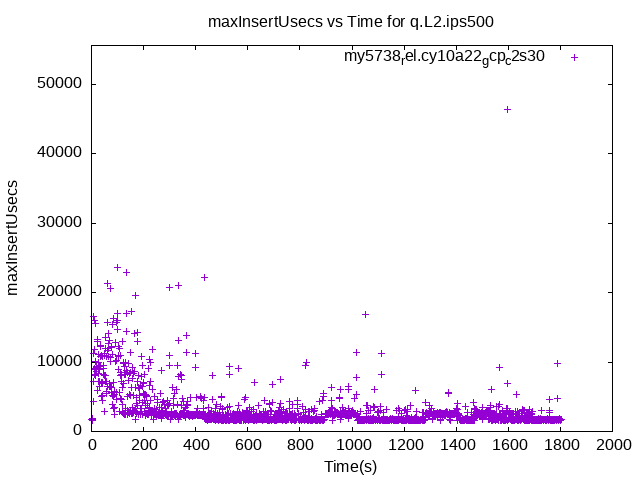 maxInsertUsecs vs Time for q.L2.ips500
my5738rel.cy10a22gcpc2s30
50000
40000
30000
20000
10000
0
maxInsertUsecs
0 200 400 600 800 1000 1200 1400 1600 1800 2000
Time(s)